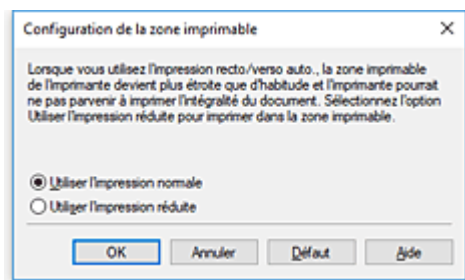 Configuration de la zone imprimable
Lorsque vous utilisez l'impression recto/verso auto., la zone imprimable
de l'imprimante devient plus étroite que d'habitude et l'imprimante pourrait
ne pas parvenir à imprimer l'intégralité du document. Sélectionnez l'option
Utiliser l'impression réduite pour imprimer dans la zone imprimable.
Utiliser l'impression normale
Utiliser l'impression réduite
OK Annuler Défaut Aide